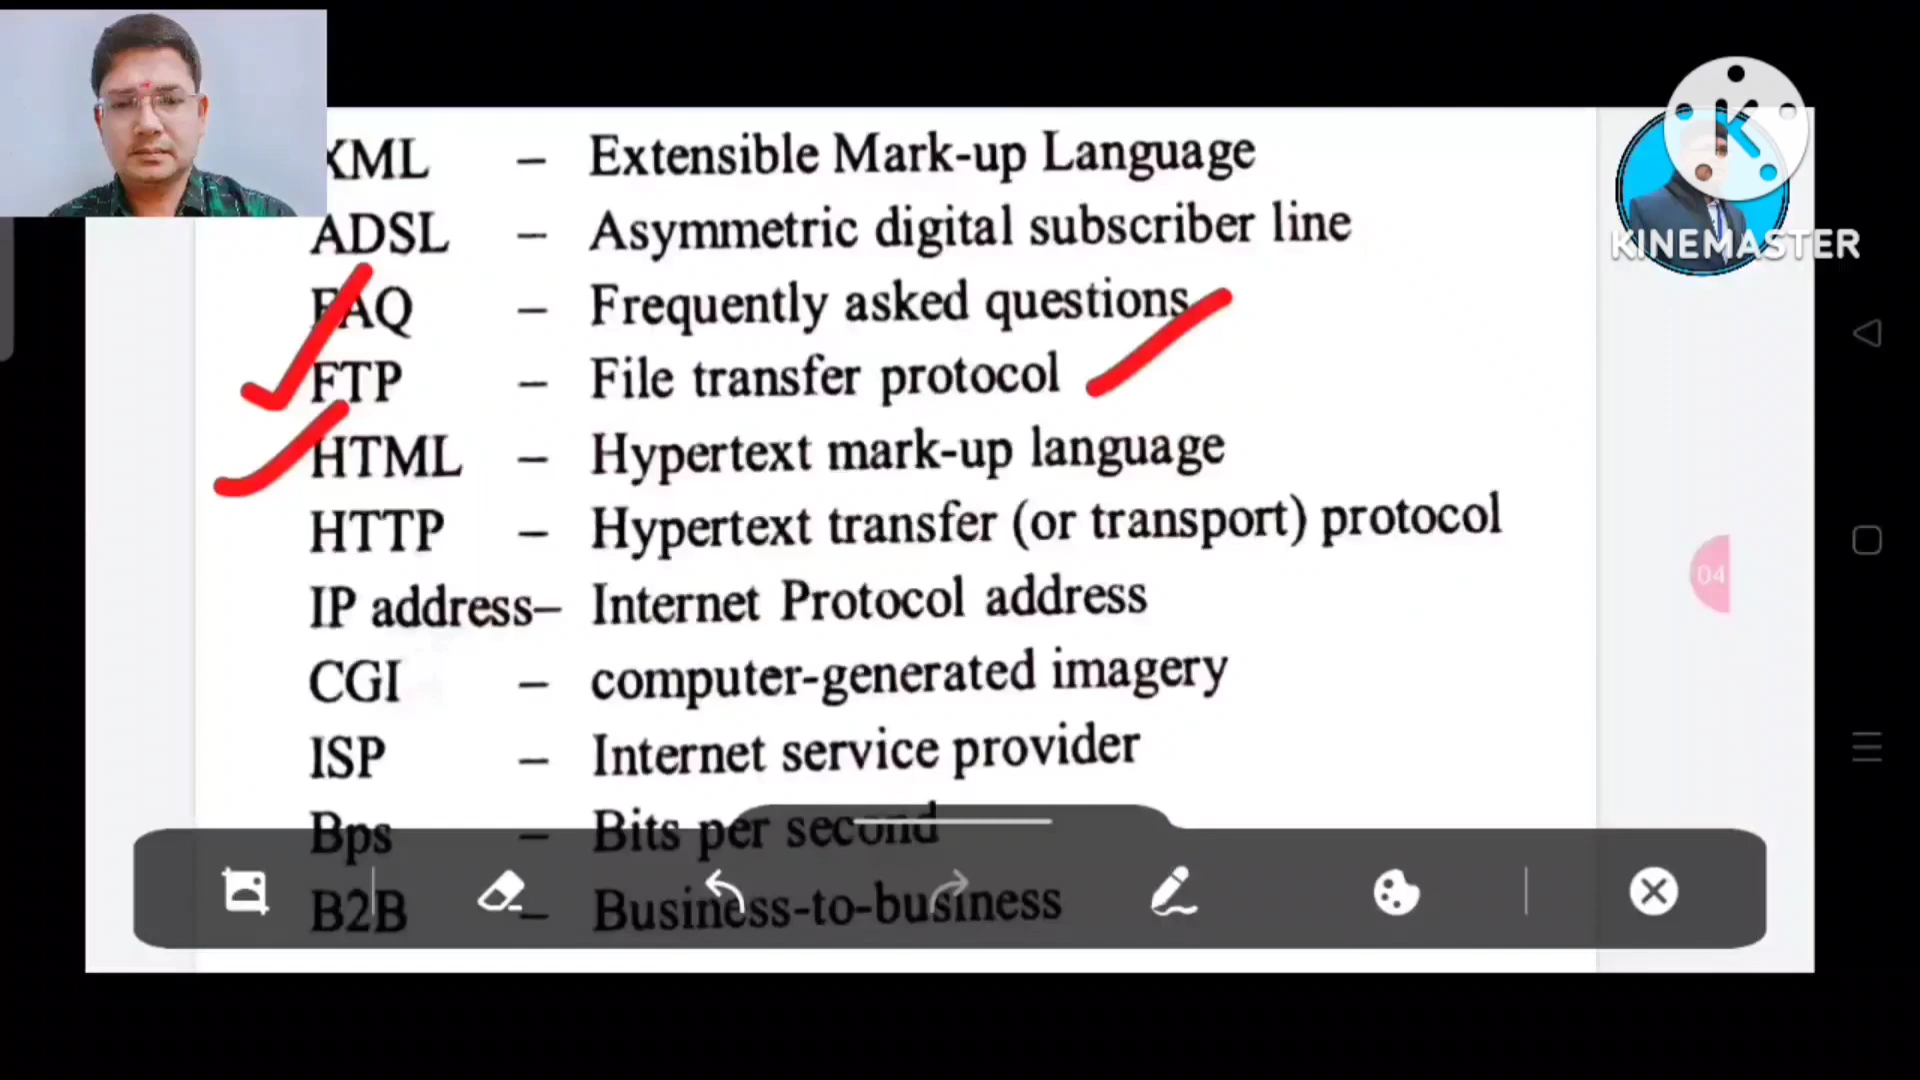 XML – Extensible Mark-up Language
KINEMASTER
ADSL – Asymmetric digital subscriber line
FAQ – Frequently asked questions
FTP – File transfer protocol
HTML – Hypertext mark-up language
HTTP – Hypertext transfer (or transport) protocol
04
IP address– Internet Protocol address
CGI – computer-generated imagery
ISP – Internet service provider
Bps – Bits per second
B2B – Business-to-business